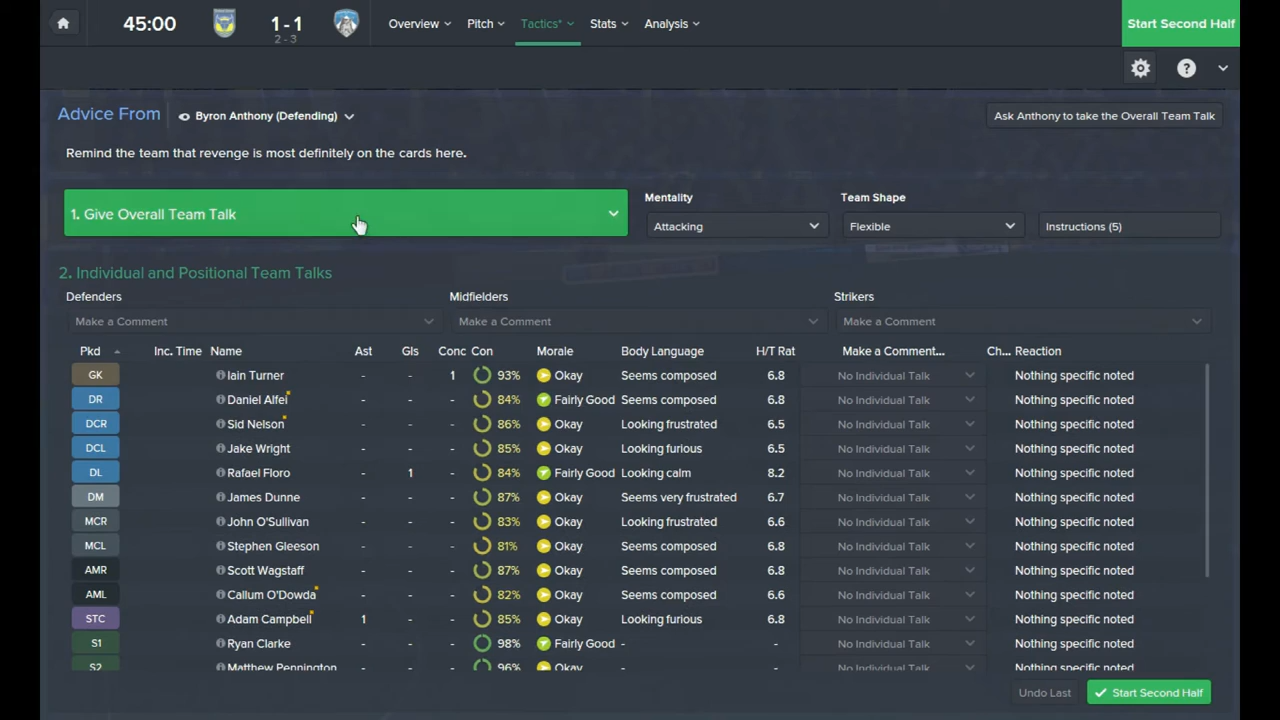 45:00 1 - 1 Overview Pitch Tactics* Stats Analysis Start Second Half
2 - 3
?
Advice From Byron Anthony (Defending) Ask Anthony to take the Overall Team Talk
Remind the team that revenge is most definitely on the cards here.
Mentality Team Shape
1. Give Overall Team Talk Attacking Flexible Instructions (5)
2. Individual and Positional Team Talks
Defenders Midfielders Strikers
Make a Comment Make a Comment Make a Comment
Pkd Inc. Time Name Ast Gls Conc Con Morale Body Language H/T Rat Make a Comment... Ch... Reaction
GK Iain Turner - - 1 93% Okay Seems composed 6.8 No Individual Talk Nothing specific noted
DR Daniel Alfei - - - 84% Fairly Good Seems composed 6.8 No Individual Talk Nothing specific noted
DCR Sid Nelson - - - 86% Okay Looking frustrated 6.5 No Individual Talk Nothing specific noted
DCL Jake Wright - - - 85% Okay Looking furious 6.5 No Individual Talk Nothing specific noted
DL Rafael Floro - 1 - 84% Fairly Good Looking calm 8.2 No Individual Talk Nothing specific noted
DM James Dunne - - - 87% Okay Seems very frustrated 6.7 No Individual Talk Nothing specific noted
MCR John O'Sullivan - - - 83% Okay Looking frustrated 6.6 No Individual Talk Nothing specific noted
MCL Stephen Gleeson - - - 81% Okay Seems composed 6.8 No Individual Talk Nothing specific noted
AMR Scott Wagstaff - - - 87% Okay Seems composed 6.8 No Individual Talk Nothing specific noted
AML Callum O'Dowda - - - 82% Okay Seems composed 6.6 No Individual Talk Nothing specific noted
STC Adam Campbell 1 - - 85% Okay Looking furious 6.8 No Individual Talk Nothing specific noted
S1 Ryan Clarke - - - 98% Fairly Good - - No Individual Talk Nothing specific noted
S2 Matthew Pennington - - - 96% Okay - - No Individual Talk Nothing specific noted
Undo Last Start Second Half